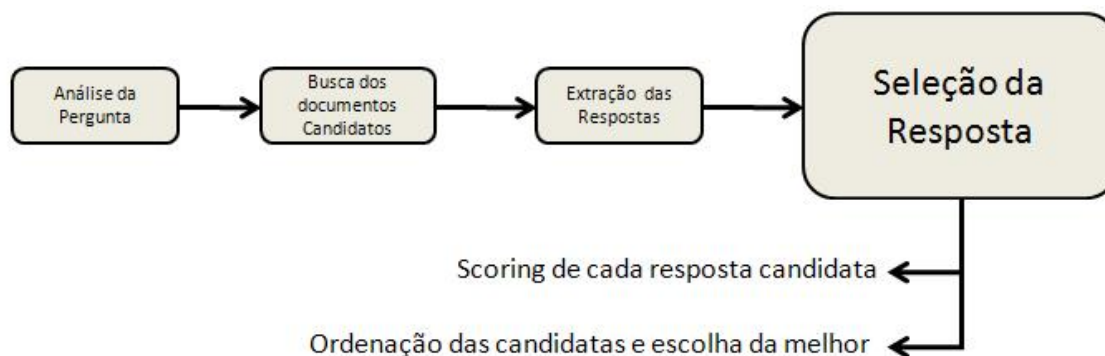 Análise da
Pergunta
Busca dos
documentos
Candidatos
Extração das
Respostas
Seleção da
Resposta
Scoring de cada resposta candidata
Ordenação das candidatas e escolha da melhor